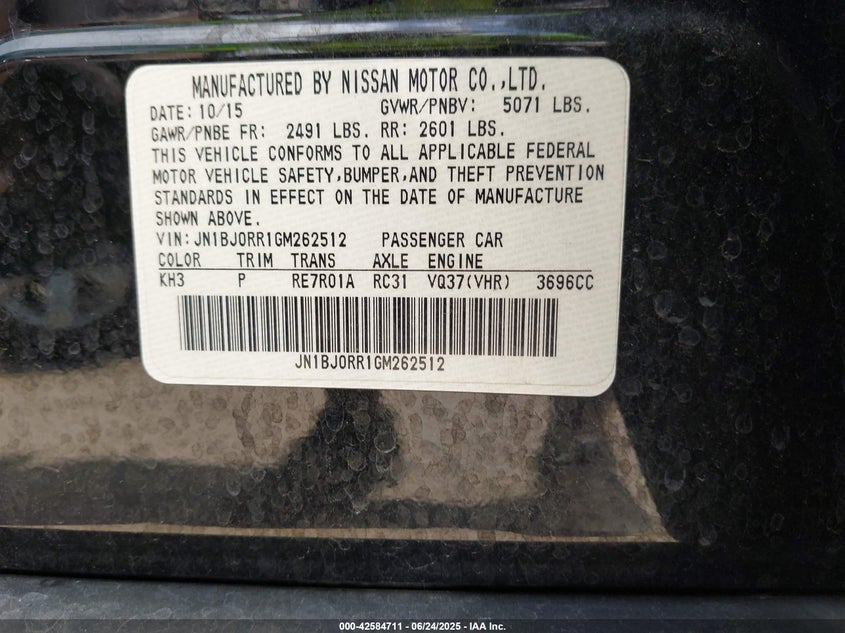 MANUFACTURED BY NISSAN MOTOR CO.,LTD.
DATE: 10/15 GVWR/PNBV: 5071 LBS.
GAWR/PNBE FR: 2491 LBS. RR: 2601 LBS.
THIS VEHICLE CONFORMS TO ALL APPLICABLE FEDERAL
MOTOR VEHICLE SAFETY,BUMPER,AND THEFT PREVENTION
STANDARDS IN EFFECT ON THE DATE OF MANUFACTURE
SHOWN ABOVE.
VIN: JN1BJ0RR1GM262512 PASSENGER CAR
COLOR TRIM TRANS AXLE ENGINE
KH3 P RE7R01A RC31 VQ37(VHR) 3696CC
JN1BJ0RR1GM262512
000-42584711 - 06/24/2025 - IAA Inc.